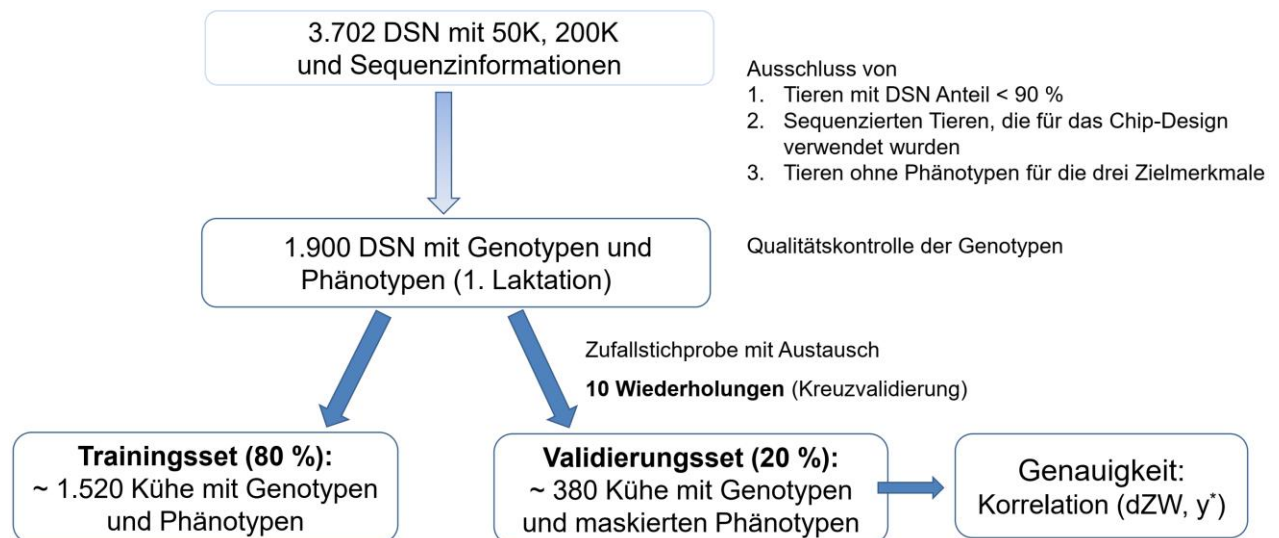 3.702 DSN mit 50K, 200K
und Sequenzinformationen
Ausschluss von
1. Tieren mit DSN Anteil < 90 %
2. Sequenzierten Tieren, die für das Chip-Design
verwendet wurden
3. Tieren ohne Phänotypen für die drei Zielmerkmale
1.900 DSN mit Genotypen und
Phänotypen (1. Laktation)
Qualitätskontrolle der Genotypen
Zufallstichprobe mit Austausch
10 Wiederholungen (Kreuzvalidierung)
Trainingsset (80 %):
~ 1.520 Kühe mit Genotypen
und Phänotypen
Validierungsset (20 %):
~ 380 Kühe mit Genotypen
und maskierten Phänotypen
Genauigkeit:
Korrelation (dZW, y*)